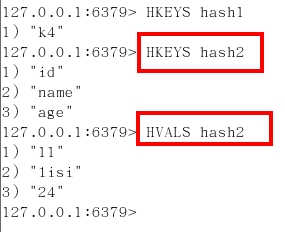 127.0.0.1:6379> HKEYS hash1
1) "k4"
127.0.0.1:6379> HKEYS hash2
1) "id"
2) "name"
3) "age"
127.0.0.1:6379> HVALS hash2
1) "11"
2) "lisi"
3) "24"
127.0.0.1:6379>